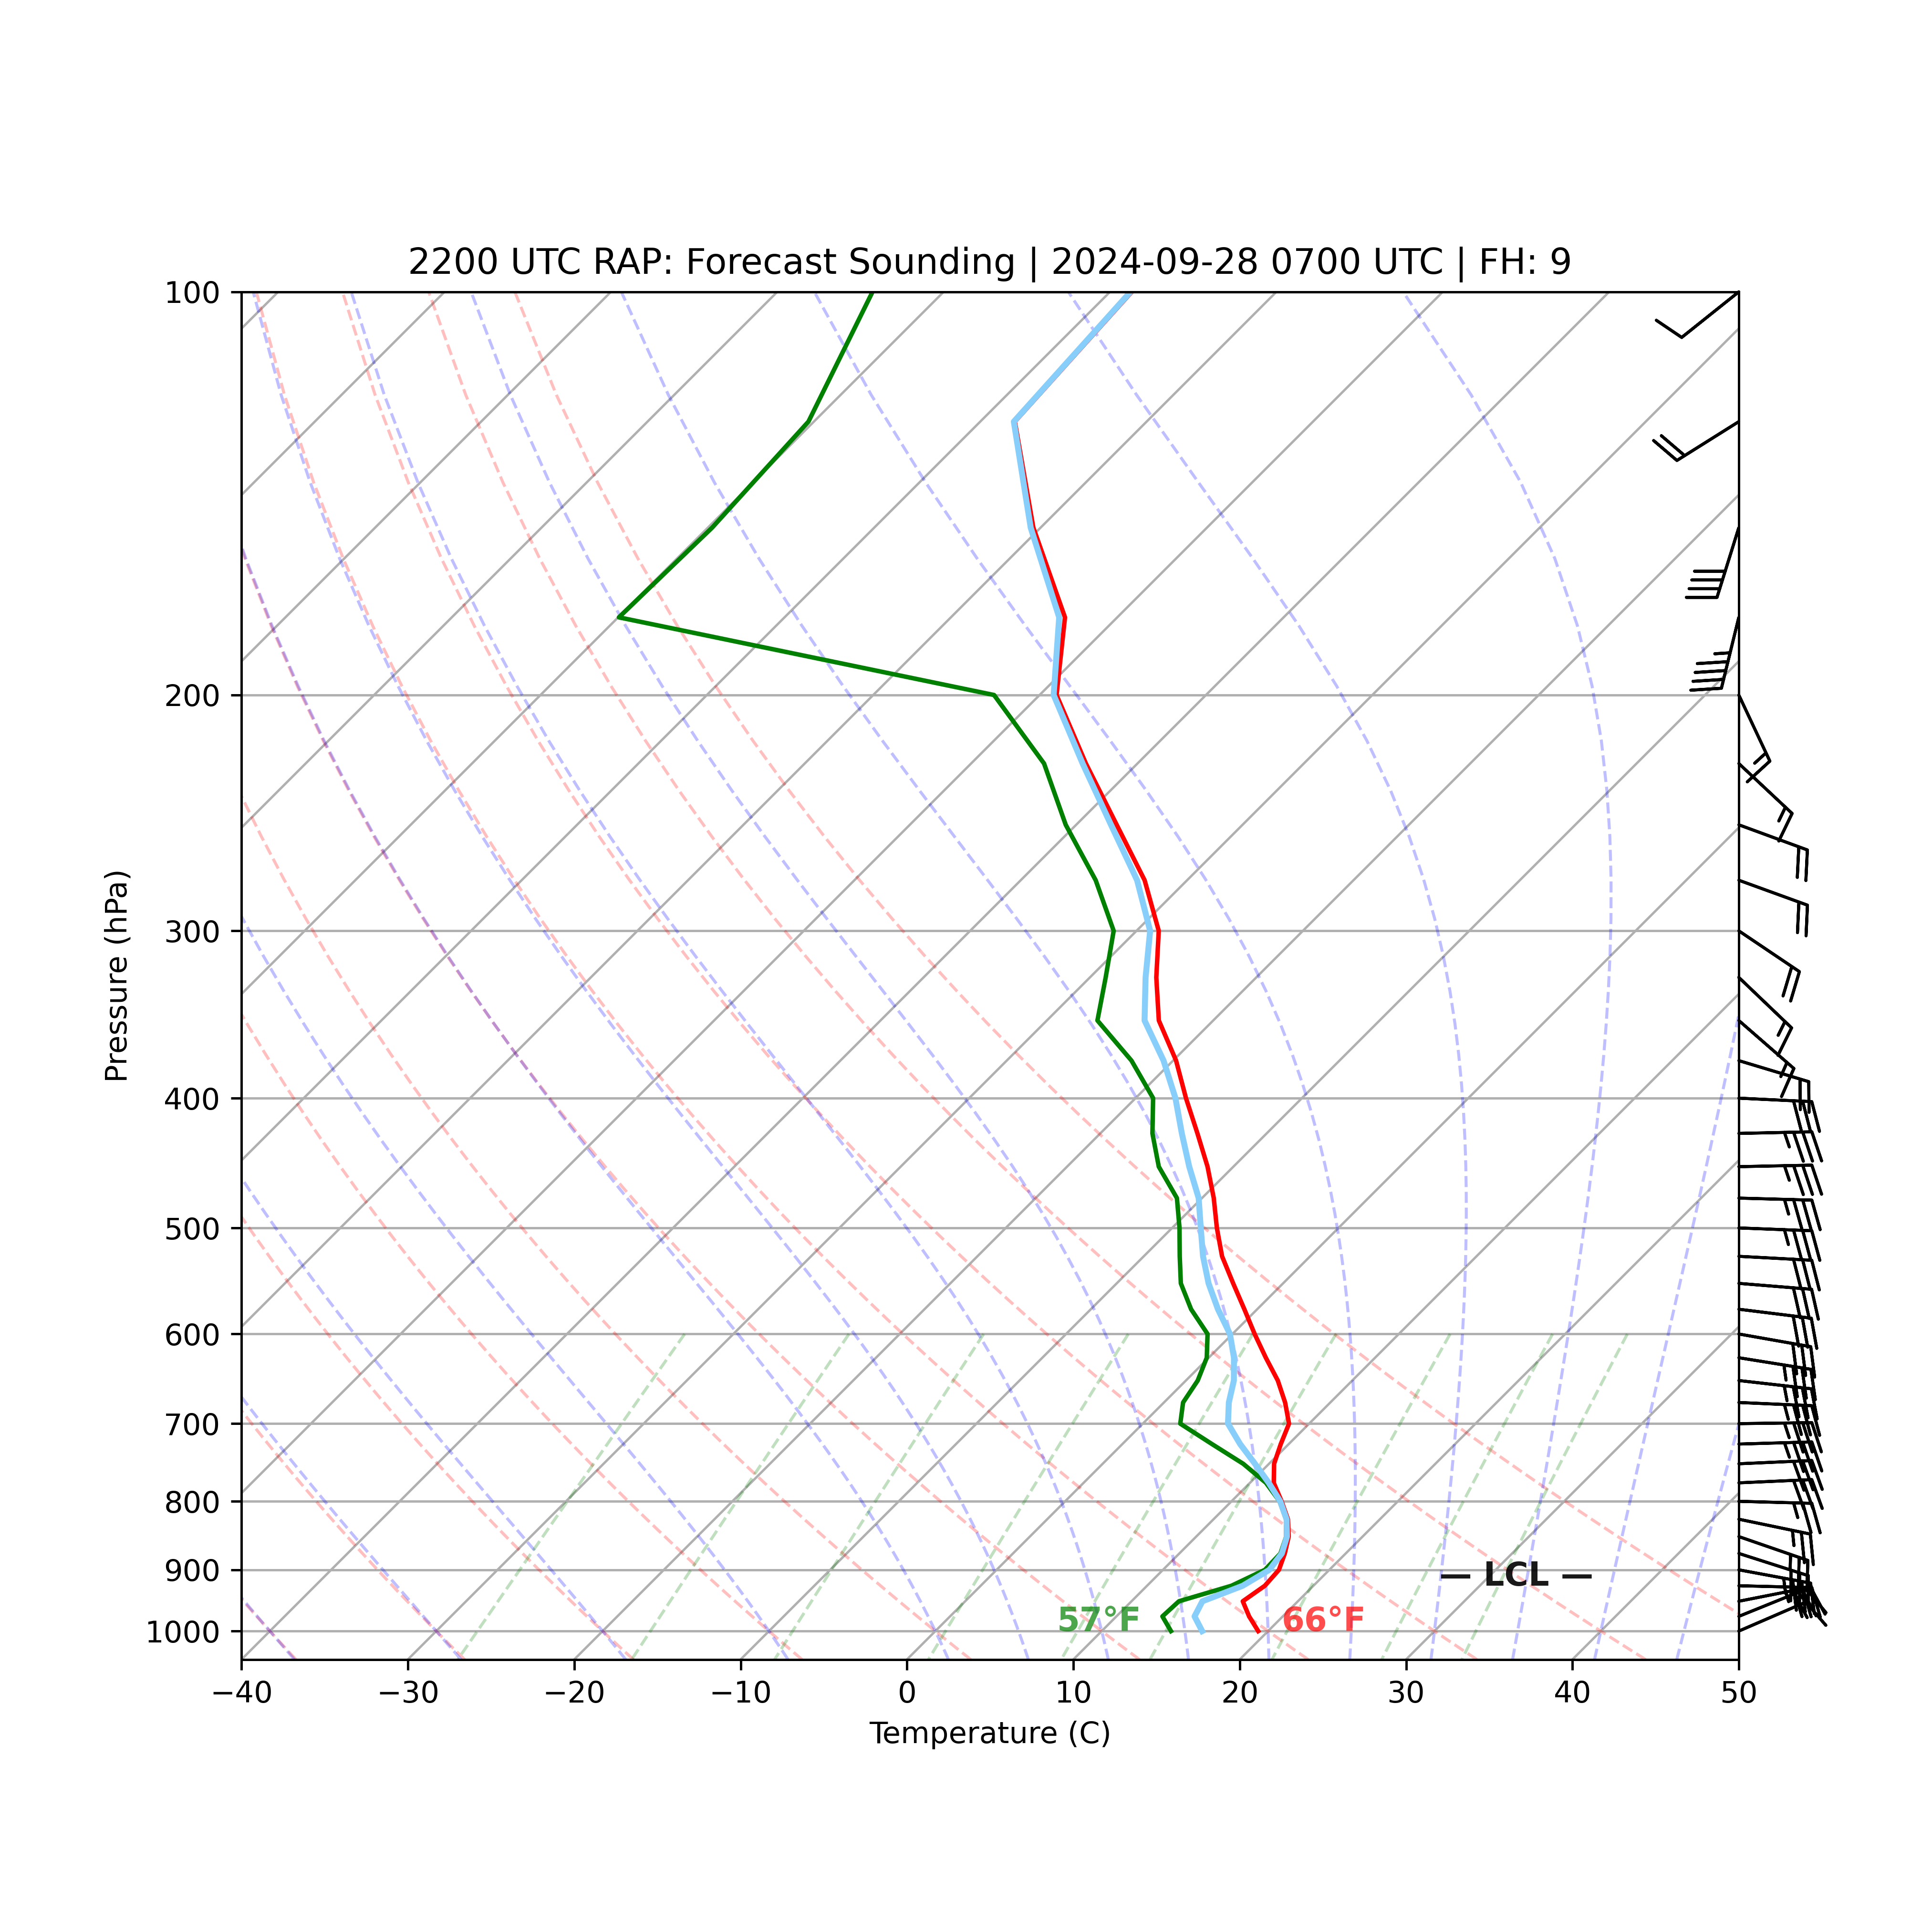 2200 UTC RAP: Forecast Sounding | 2024-09-28 0700 UTC | FH: 9
100
200
300
400
500
600
700
800
900
1000
Pressure (hPa)
— LCL —
57°F
66°F
−40 −30 −20 −10 0 10 20 30 40 50
Temperature (C)